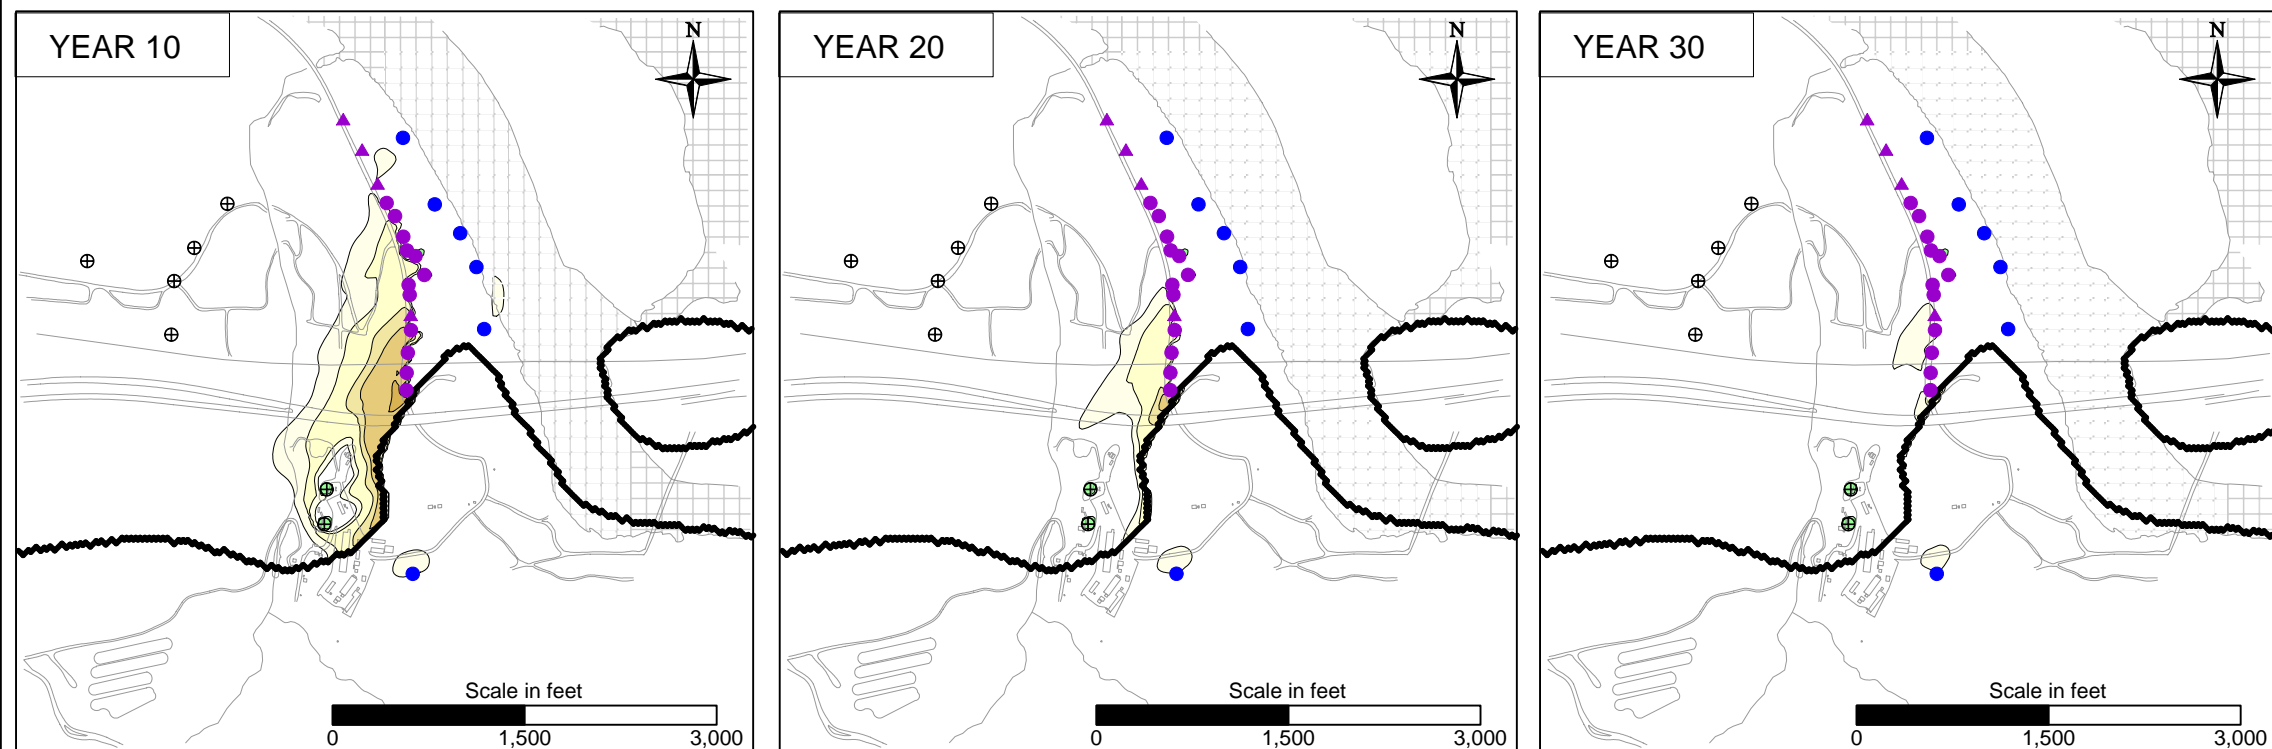 YEAR 10
N
Scale in feet
0 1,500 3,000
YEAR 20
N
Scale in feet
0 1,500 3,000
YEAR 30
N
Scale in feet
0 1,500 3,000